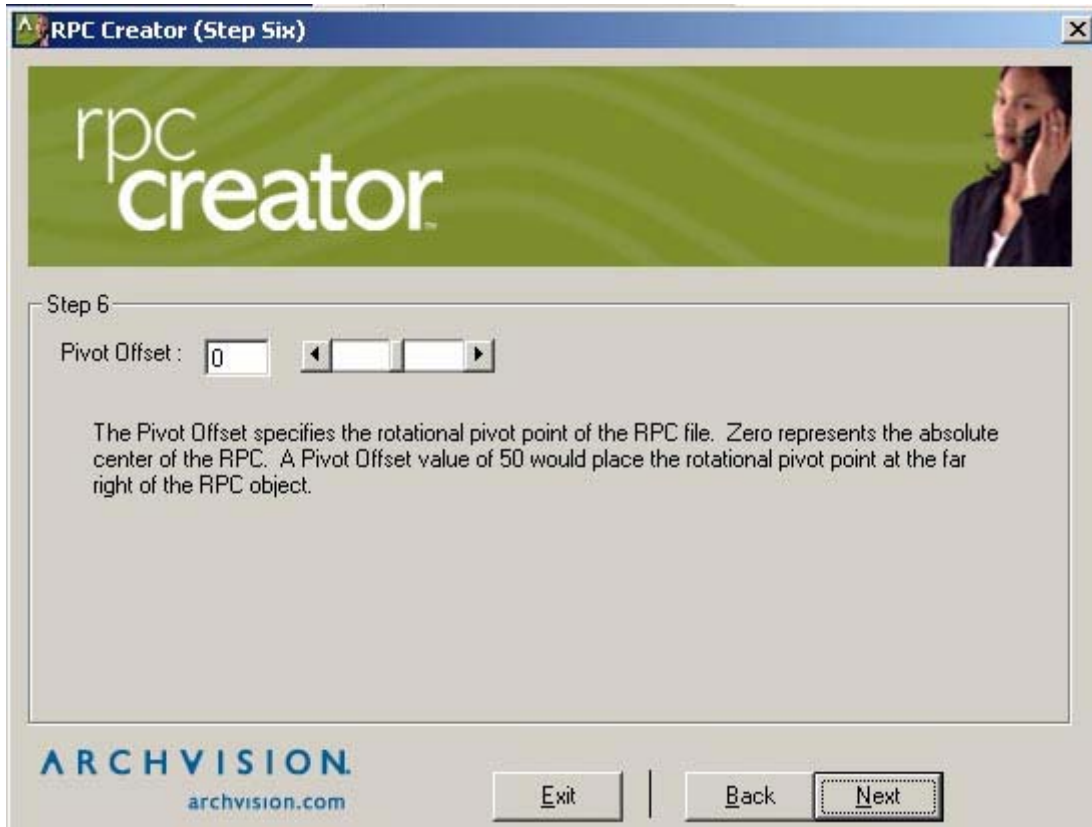 RPC Creator (Step Six)
rpc
creator™
Step 6
Pivot Offset : 0
The Pivot Offset specifies the rotational pivot point of the RPC file. Zero represents the absolute
center of the RPC. A Pivot Offset value of 50 would place the rotational pivot point at the far
right of the RPC object.
ARCHVISION.
archvision.com
Exit
Back
Next